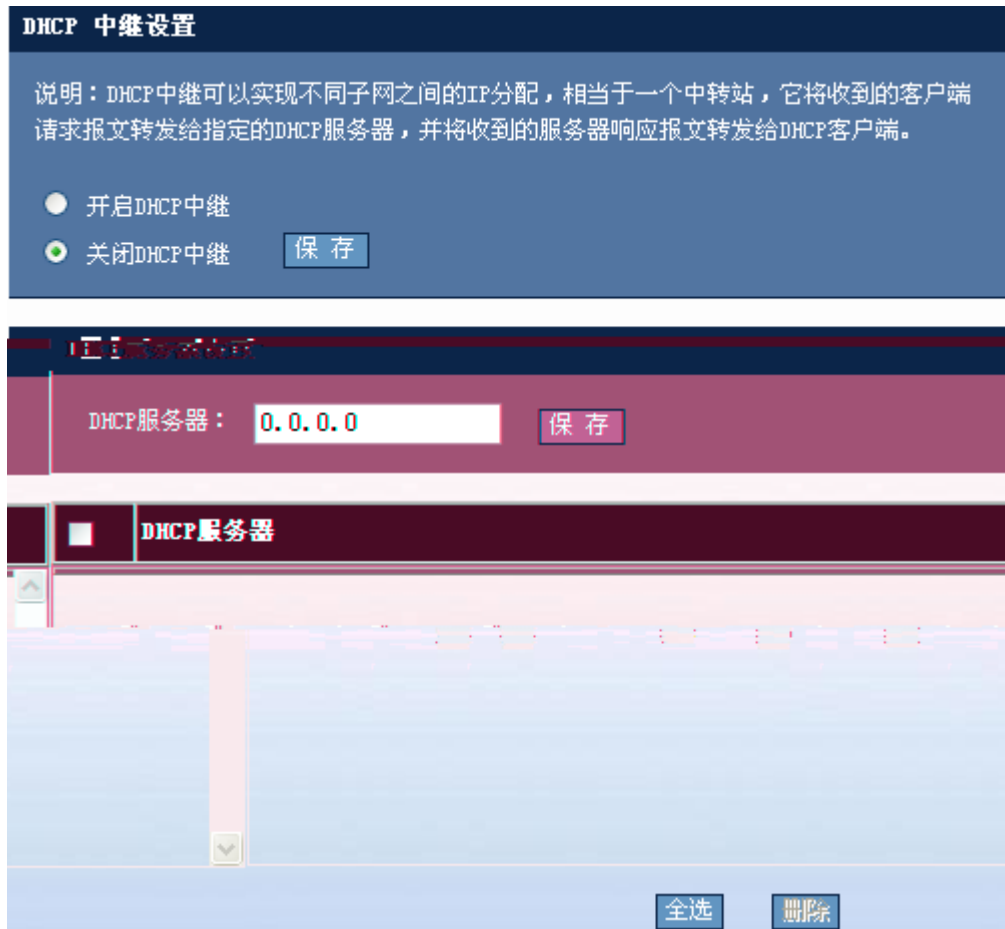 DHCP 中继设置
说明：DHCP中继可以实现不同子网之间的IP分配，相当于一个中转站，它将收到的客户端
请求报文转发给指定的DHCP服务器，并将收到的服务器响应报文转发给DHCP客户端。
开启DHCP中继
关闭DHCP中继 保 存
DHCP服务器： 0.0.0.0 保 存
DHCP服务器
全选 删除